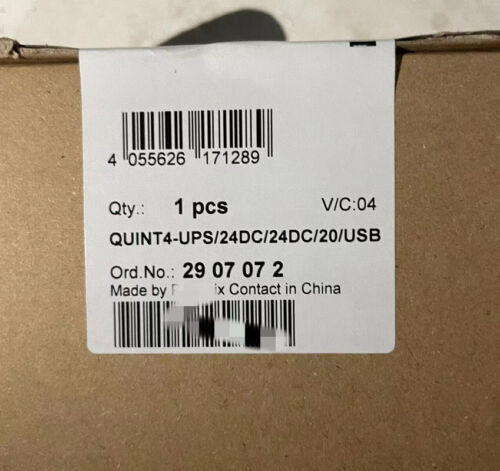 4 055626 171289
Qty.: 1 pcs V/C:04
QUINT4-UPS/24DC/24DC/20/USB
Ord.No.: 29 07 07 2
Made by Contact in China